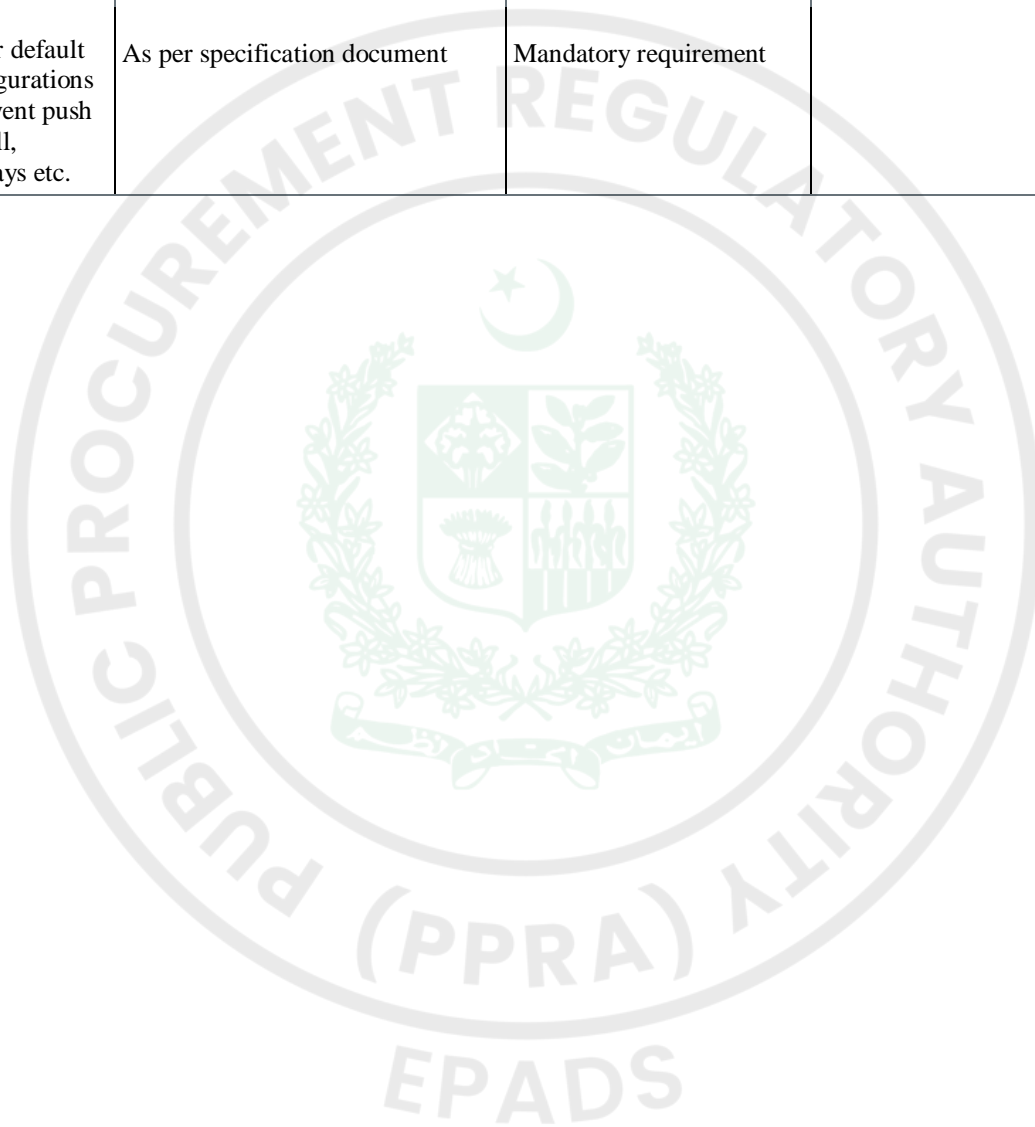 r default
gurations
vent push
ll,
ays etc.
As per specification document
Mandatory requirement
PUBLIC PROCUREMENT REGULATORY AUTHORITY
(PPRA)
EPADS